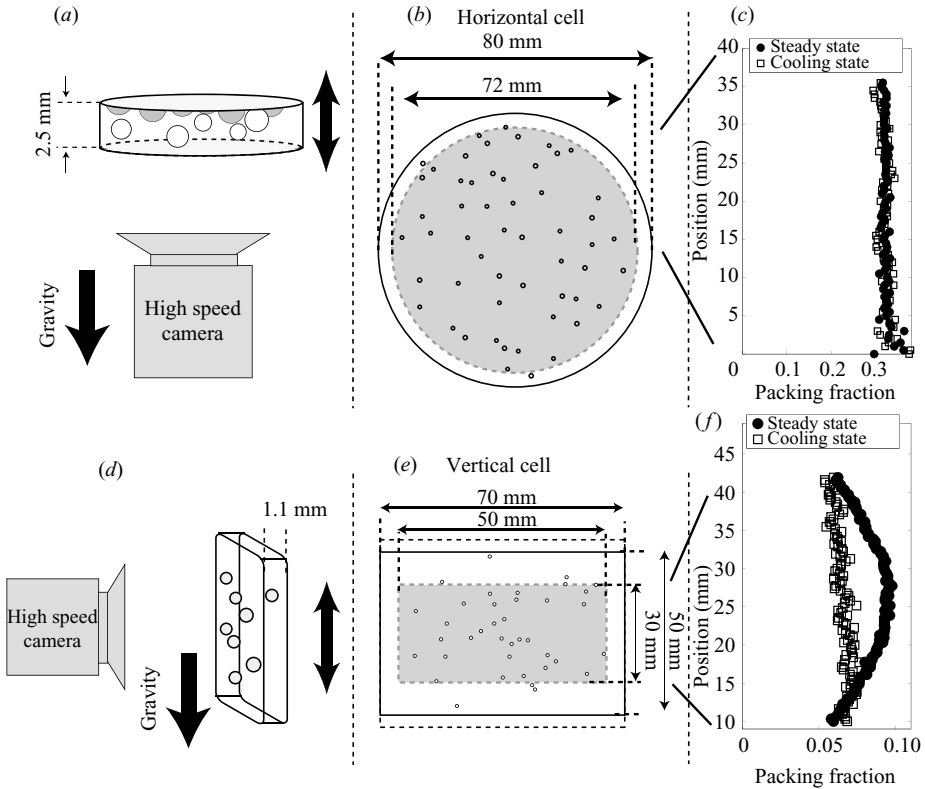 (a)
2.5 mm
Gravity
High speed
camera
(b)
Horizontal cell
80 mm
72 mm
(c)
Steady state
Cooling state
40
35
30
25
20
15
10
5
0
0.1
0.2
0.3
0
Position (mm)
Packing fraction
(d)
1.1 mm
High speed
camera
Gravity
(e)
Vertical cell
70 mm
50 mm
30 mm
50 mm
(f)
Steady state
Cooling state
45
40
35
30
25
20
15
10
0
0.05
0.10
Position (mm)
Packing fraction